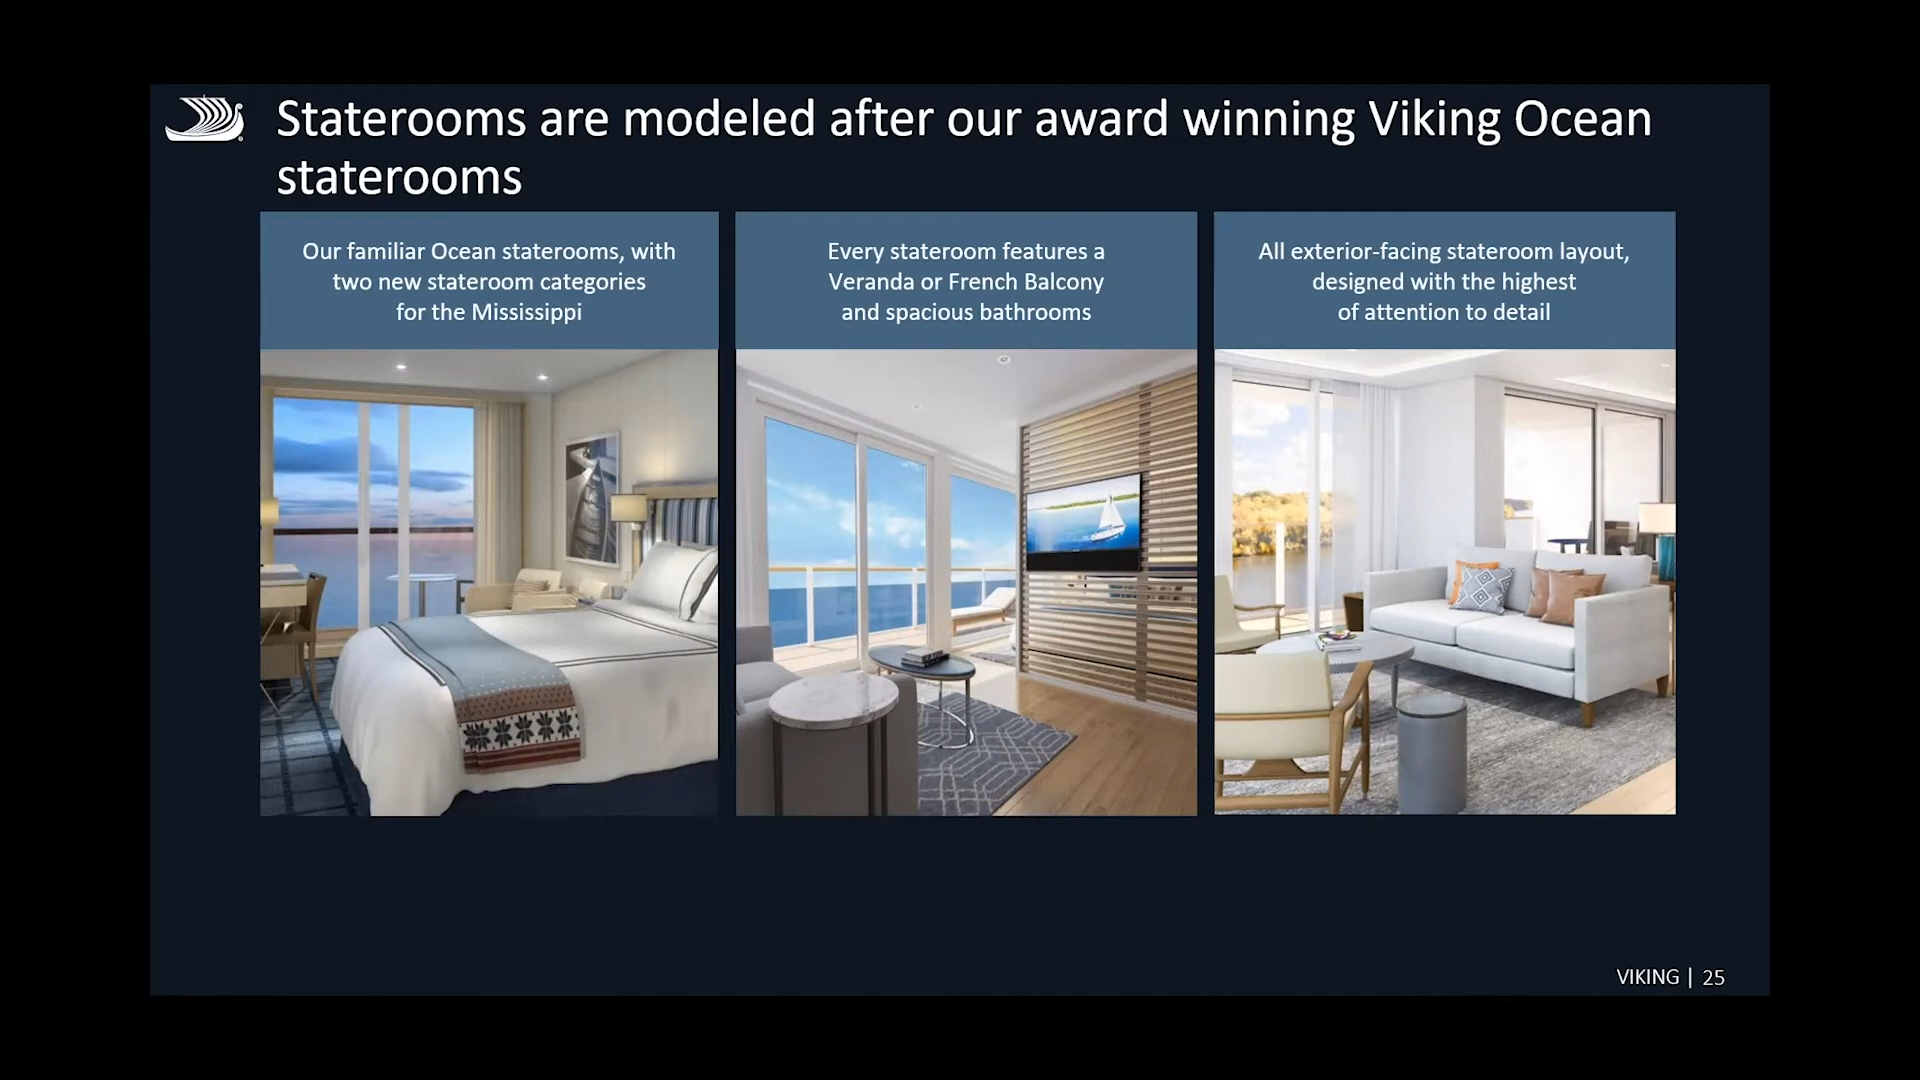 Staterooms are modeled after our award winning Viking Ocean
staterooms
Our familiar Ocean staterooms, with
two new stateroom categories
for the Mississippi
Every stateroom features a
Veranda or French Balcony
and spacious bathrooms
All exterior-facing stateroom layout,
designed with the highest
of attention to detail
VIKING | 25